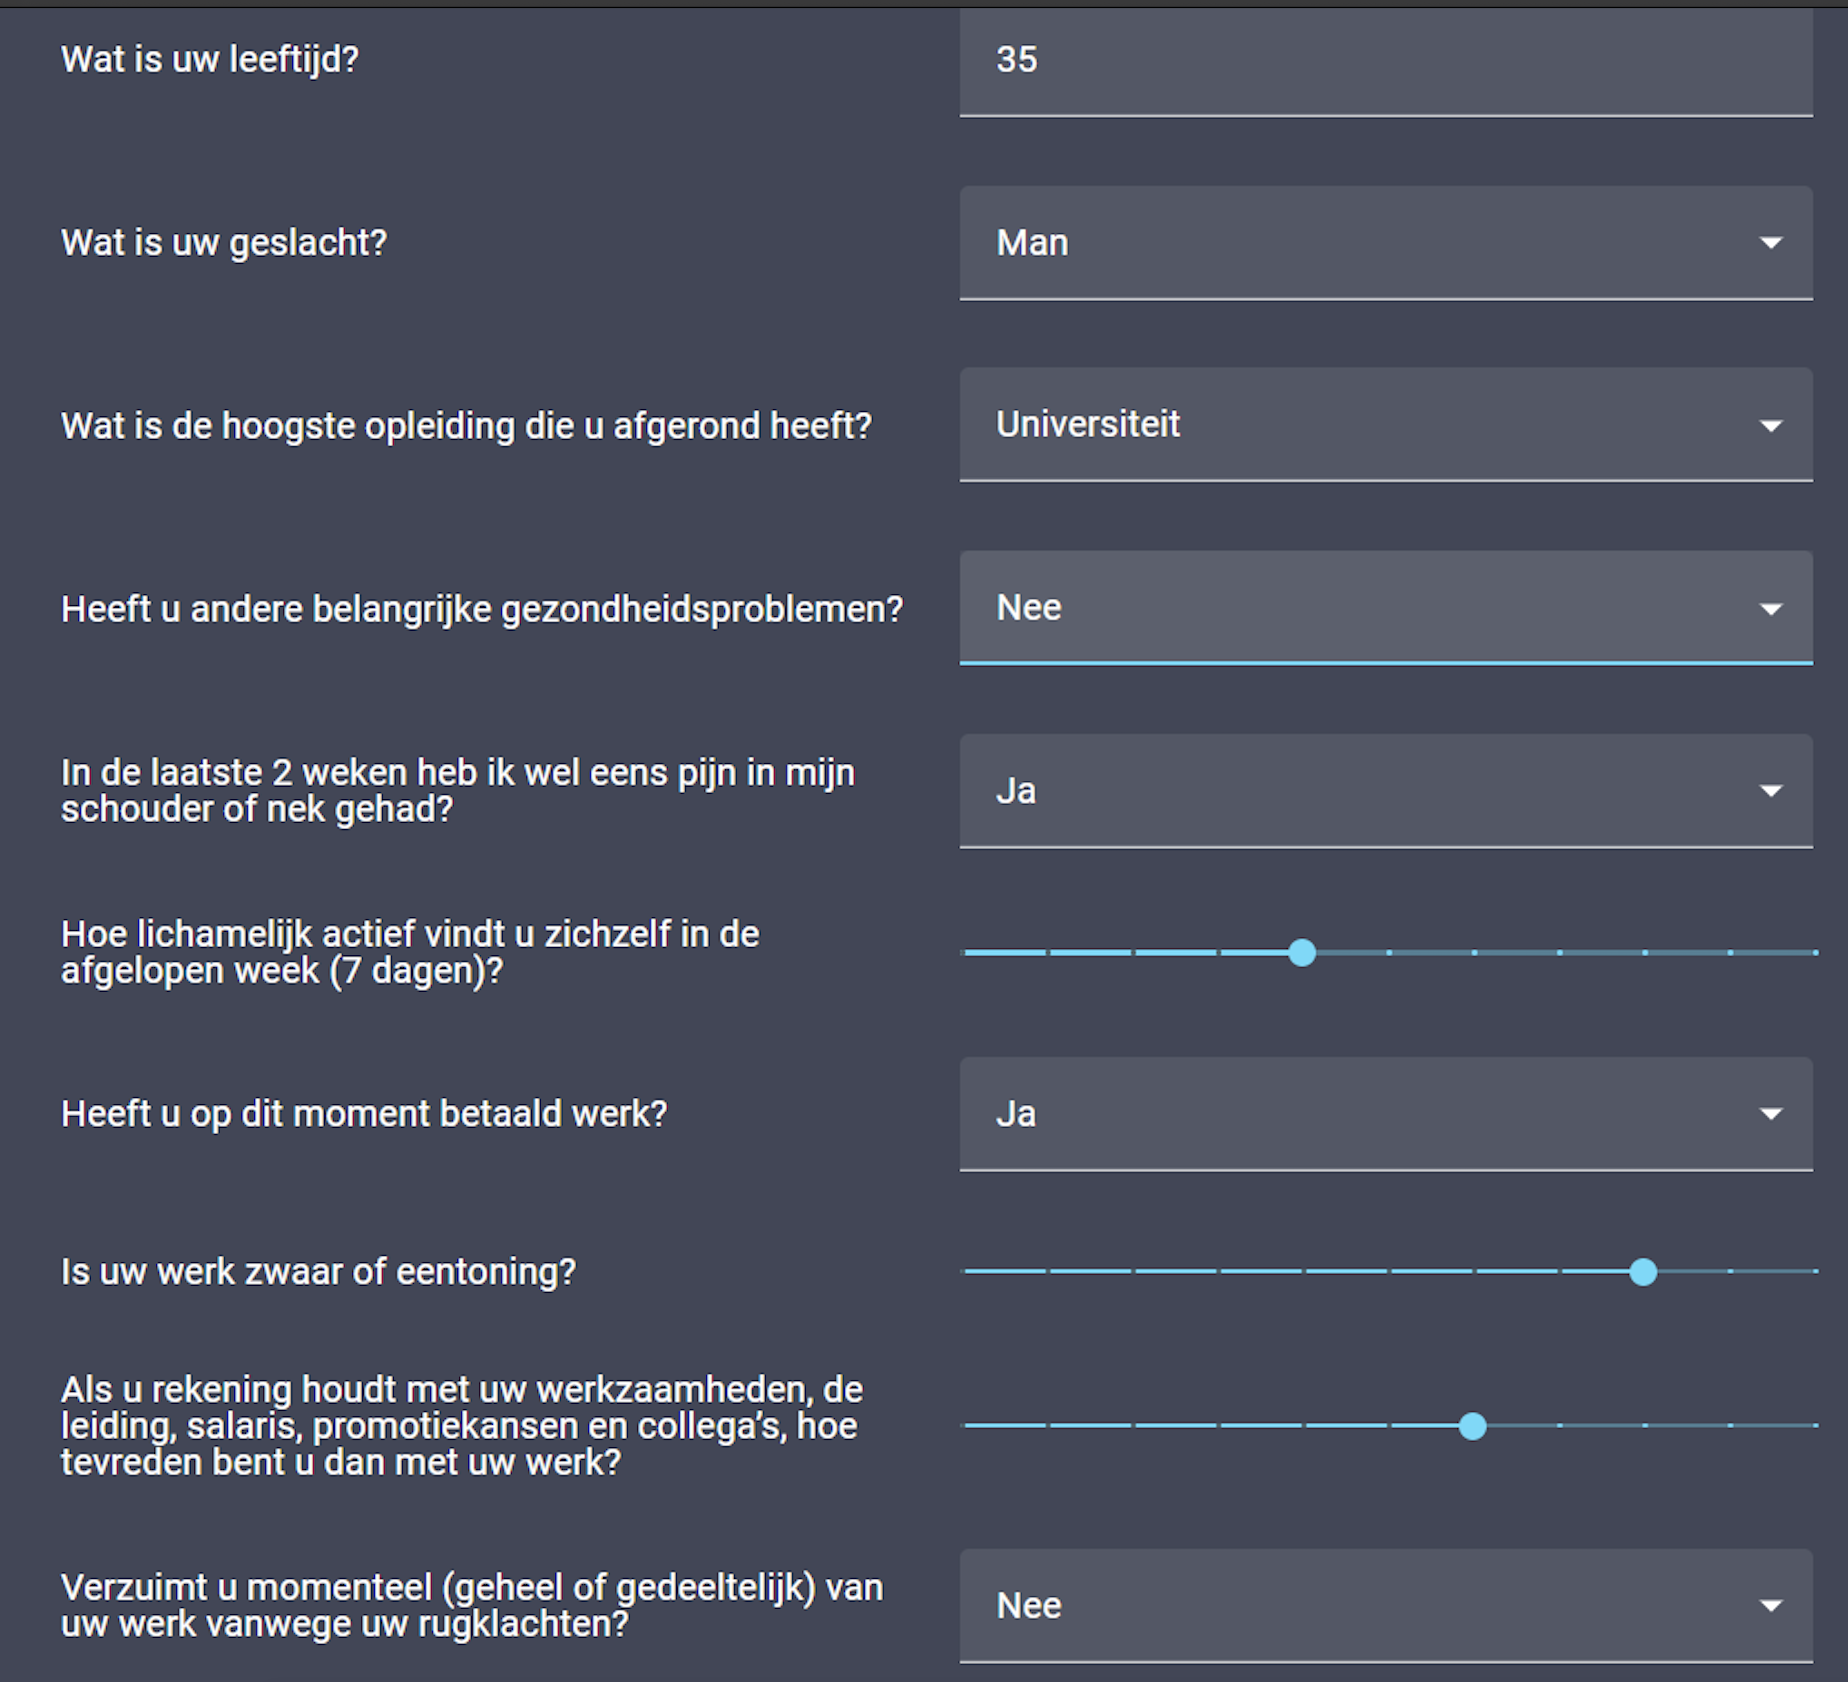 Wat is uw leeftijd?
35
Wat is uw geslacht?
Man
Wat is de hoogste opleiding die u afgerond heeft?
Universiteit
Heeft u andere belangrijke gezondheidsproblemen?
Nee
In de laatste 2 weken heb ik wel eens pijn in mijn
schouder of nek gehad?
Ja
Hoe lichamelijk actief vindt u zichzelf in de
afgelopen week (7 dagen)?
Heeft u op dit moment betaald werk?
Ja
Is uw werk zwaar of eentoning?
Als u rekening houdt met uw werkzaamheden, de
leiding, salaris, promotiekansen en collega’s, hoe
tevreden bent u dan met uw werk?
Verzuimt u momenteel (geheel of gedeeltelijk) van
uw werk vanwege uw rugklachten?
Nee